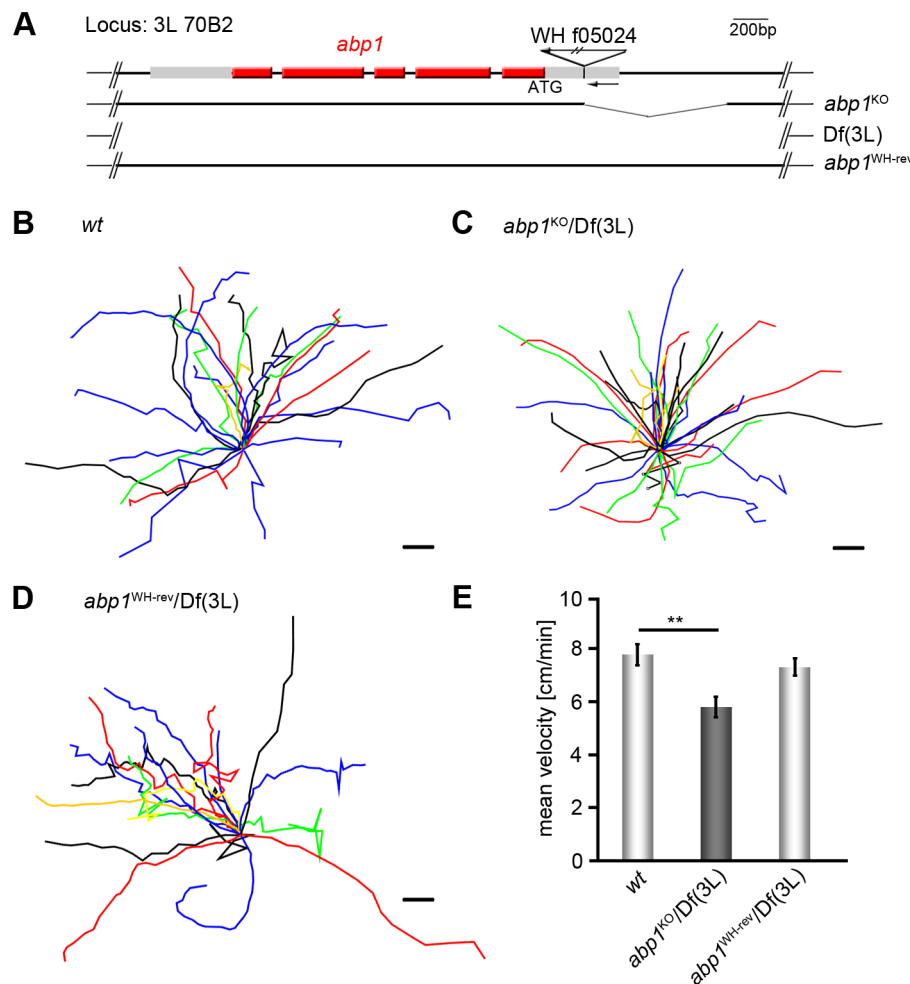 A
Locus: 3L 70B2
abp1
WH f05024
200bp
ATG
abp1KO
Df(3L)
abp1WH-rev
B
wt
C
abp1KO/Df(3L)
D
abp1WH-rev/Df(3L)
E
**
mean velocity [cm/min]
10
8
6
4
2
0
wt
abp1KO/Df(3L)
abp1WH-rev/Df(3L)